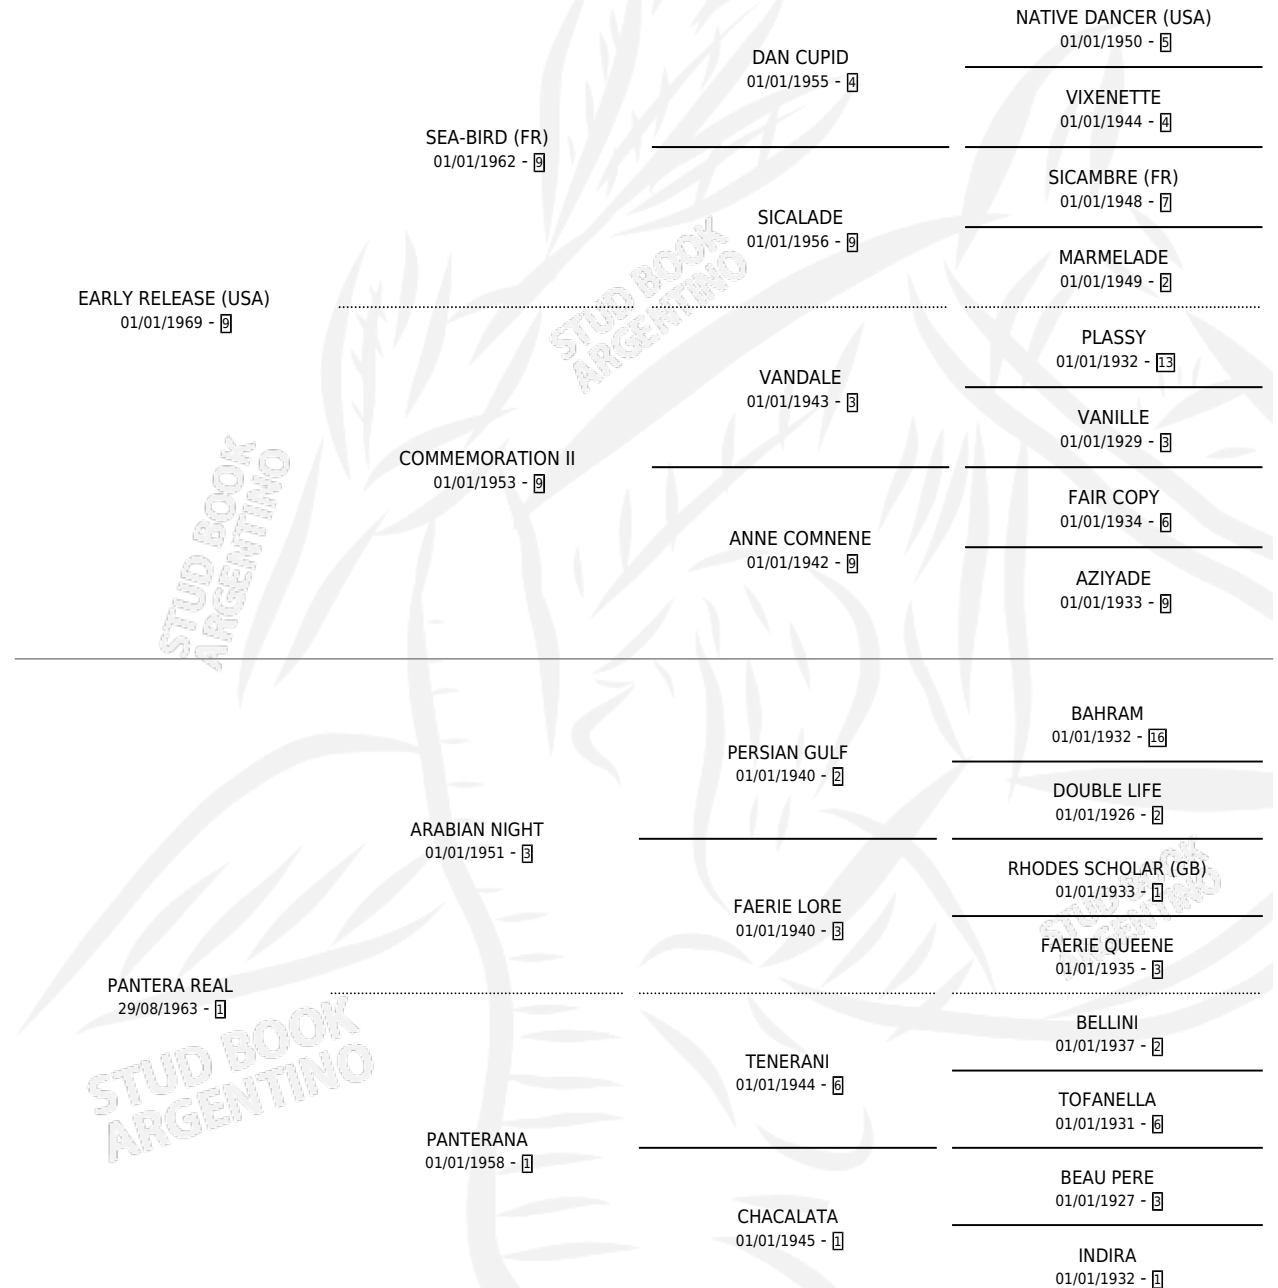 NATIVE DANCER (USA)
01/01/1950 - 5
DAN CUPID
01/01/1955 - 4
VIXENETTE
01/01/1944 - 4
SEA-BIRD (FR)
01/01/1962 - 9
SICAMBRE (FR)
01/01/1948 - 7
SICALADE
01/01/1956 - 9
MARMELADE
01/01/1949 - 2
EARLY RELEASE (USA)
01/01/1969 - 9
PLASSY
01/01/1932 - 13
VANDALE
01/01/1943 - 3
VANILLE
01/01/1929 - 3
COMMEMORATION II
01/01/1953 - 9
FAIR COPY
01/01/1934 - 6
ANNE COMNENE
01/01/1942 - 9
AZIYADE
01/01/1933 - 9
BAHRAM
01/01/1932 - 16
PERSIAN GULF
01/01/1940 - 2
DOUBLE LIFE
01/01/1926 - 2
ARABIAN NIGHT
01/01/1951 - 3
RHODES SCHOLAR (GB)
01/01/1933 - 1
FAERIE LORE
01/01/1940 - 3
FAERIE QUEENE
01/01/1935 - 3
PANTERA REAL
29/08/1963 - 1
BELLINI
01/01/1937 - 2
TENERANI
01/01/1944 - 6
TOFANELLA
01/01/1931 - 6
PANTERANA
01/01/1958 - 1
BEAU PERE
01/01/1927 - 3
CHACALATA
01/01/1945 - 1
INDIRA
01/01/1932 - 1
STUD BOOK
ARGENTINO
STUD BOOK
ARGENTINO
STUD BOOK
ARGENTINO
STUD BOOK
ARGENTINO